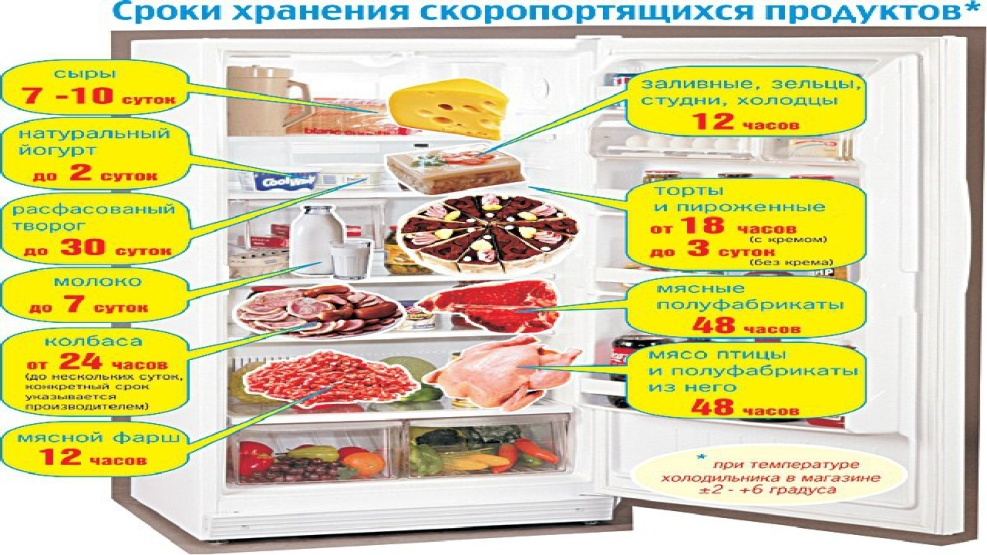 Сроки хранения скоропортящихся продуктов*
сыры
7 -10 суток
натуральный
йогурт
до 2 суток
расфасованый
творог
до 30 суток
молоко
до 7 суток
колбаса
от 24 часов
(до нескольких суток,
конкретный срок
указывается
производителем)
мясной фарш
12 часов
заливные, зельцы,
студни, холодцы
12 часов
торты
и пироженные
от 18 часов
(с кремом)
до 3 суток
(без крема)
мясные
полуфабрикаты
48 часов
мясо птицы
и полуфабрикаты
из него
48 часов
* при температуре
холодильника в магазине
±2 - +6 градуса
Cool Whip